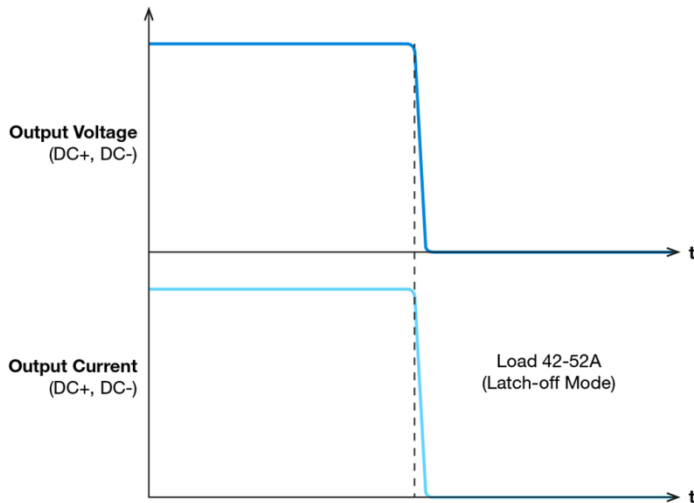 Output Voltage
(DC+, DC-)
t
Output Current
(DC+, DC-)
Load 42-52A
(Latch-off Mode)
t